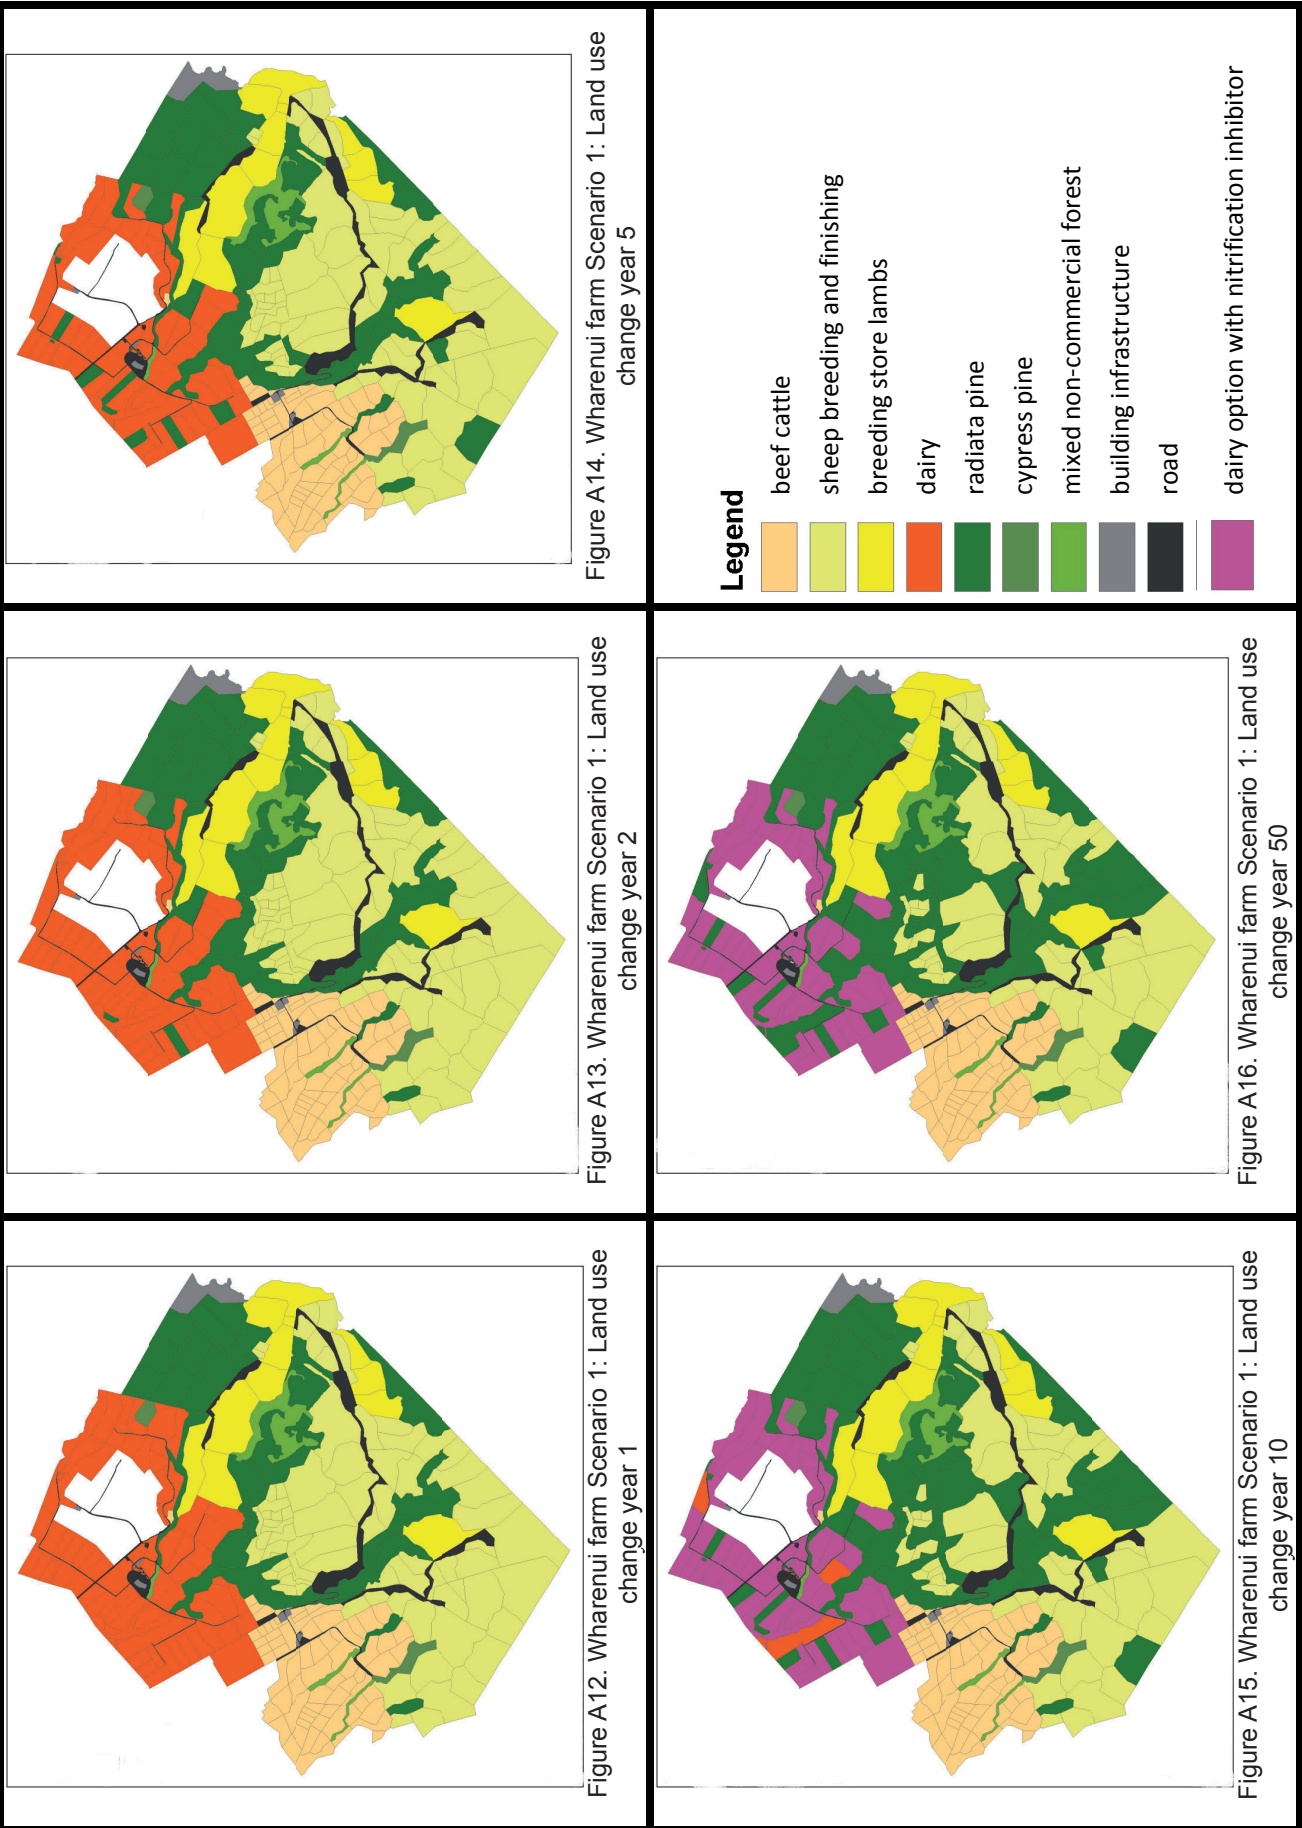 Figure A12. Wharenui farm Scenario 1: Land use
change year 1
Figure A13. Wharenui farm Scenario 1: Land use
change year 2
Figure A14. Wharenui farm Scenario 1: Land use
change year 5
Figure A15. Wharenui farm Scenario 1: Land use
change year 10
Figure A16. Wharenui farm Scenario 1: Land use
change year 50
Legend
beef cattle
sheep breeding and finishing
breeding store lambs
dairy
radiata pine
cypress pine
mixed non-commercial forest
building infrastructure
road
dairy option with nitrification inhibitor